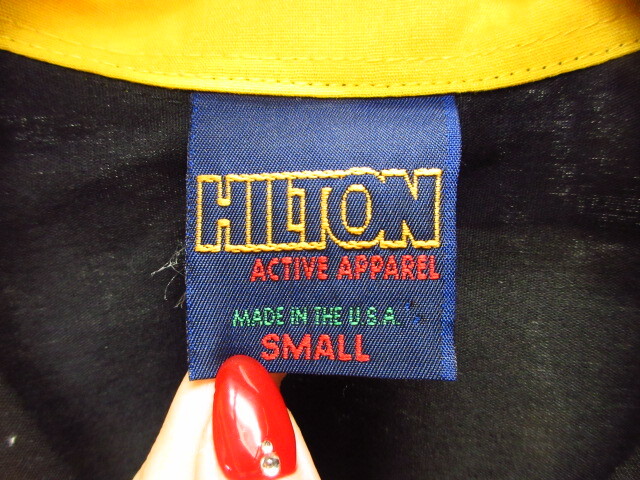 HILTON
ACTIVE APPAREL
MADE IN THE U.S.A.
SMALL